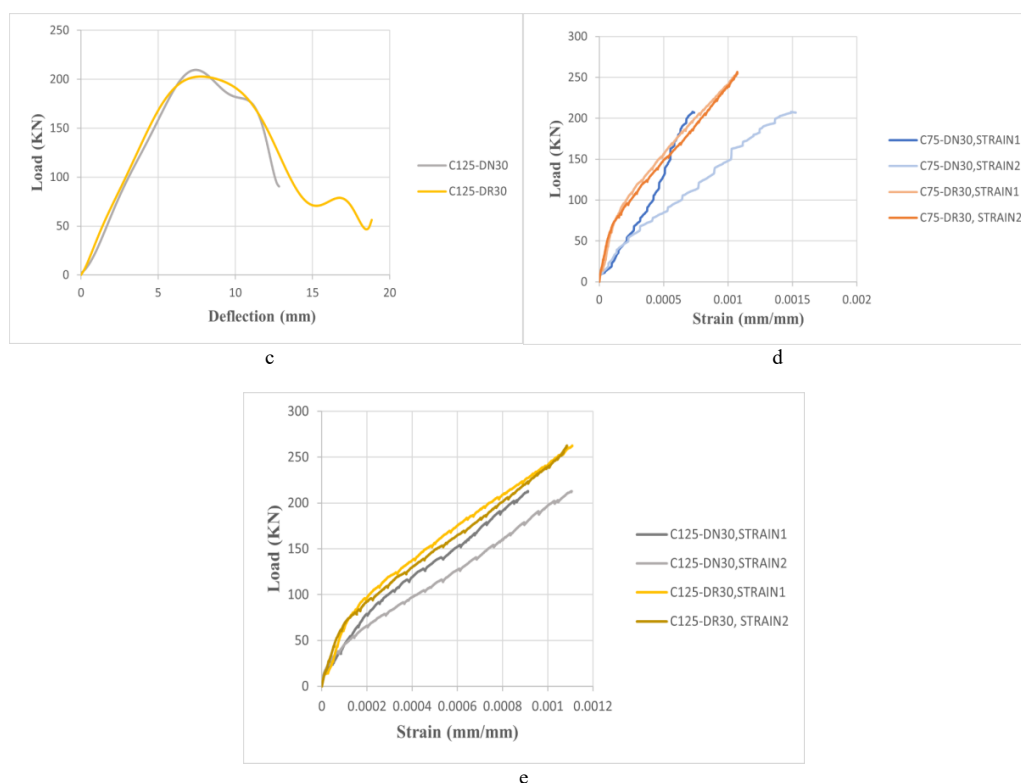 250
200
150
100
50
0
Load (KN)
0 5 10 15 20
Deflection (mm)
C125-DN30
C125-DR30
c
300
250
200
150
100
50
0
Load (KN)
0 0.0005 0.001 0.0015 0.002
Strain (mm/mm)
C75-DN30,STRAIN1
C75-DN30,STRAIN2
C75-DR30,STRAIN1
C75-DR30, STRAIN2
d
300
250
200
150
100
50
0
Load (KN)
0 0.0002 0.0004 0.0006 0.0008 0.001 0.0012
Strain (mm/mm)
C125-DN30,STRAIN1
C125-DN30,STRAIN2
C125-DR30,STRAIN1
C125-DR30, STRAIN2
e